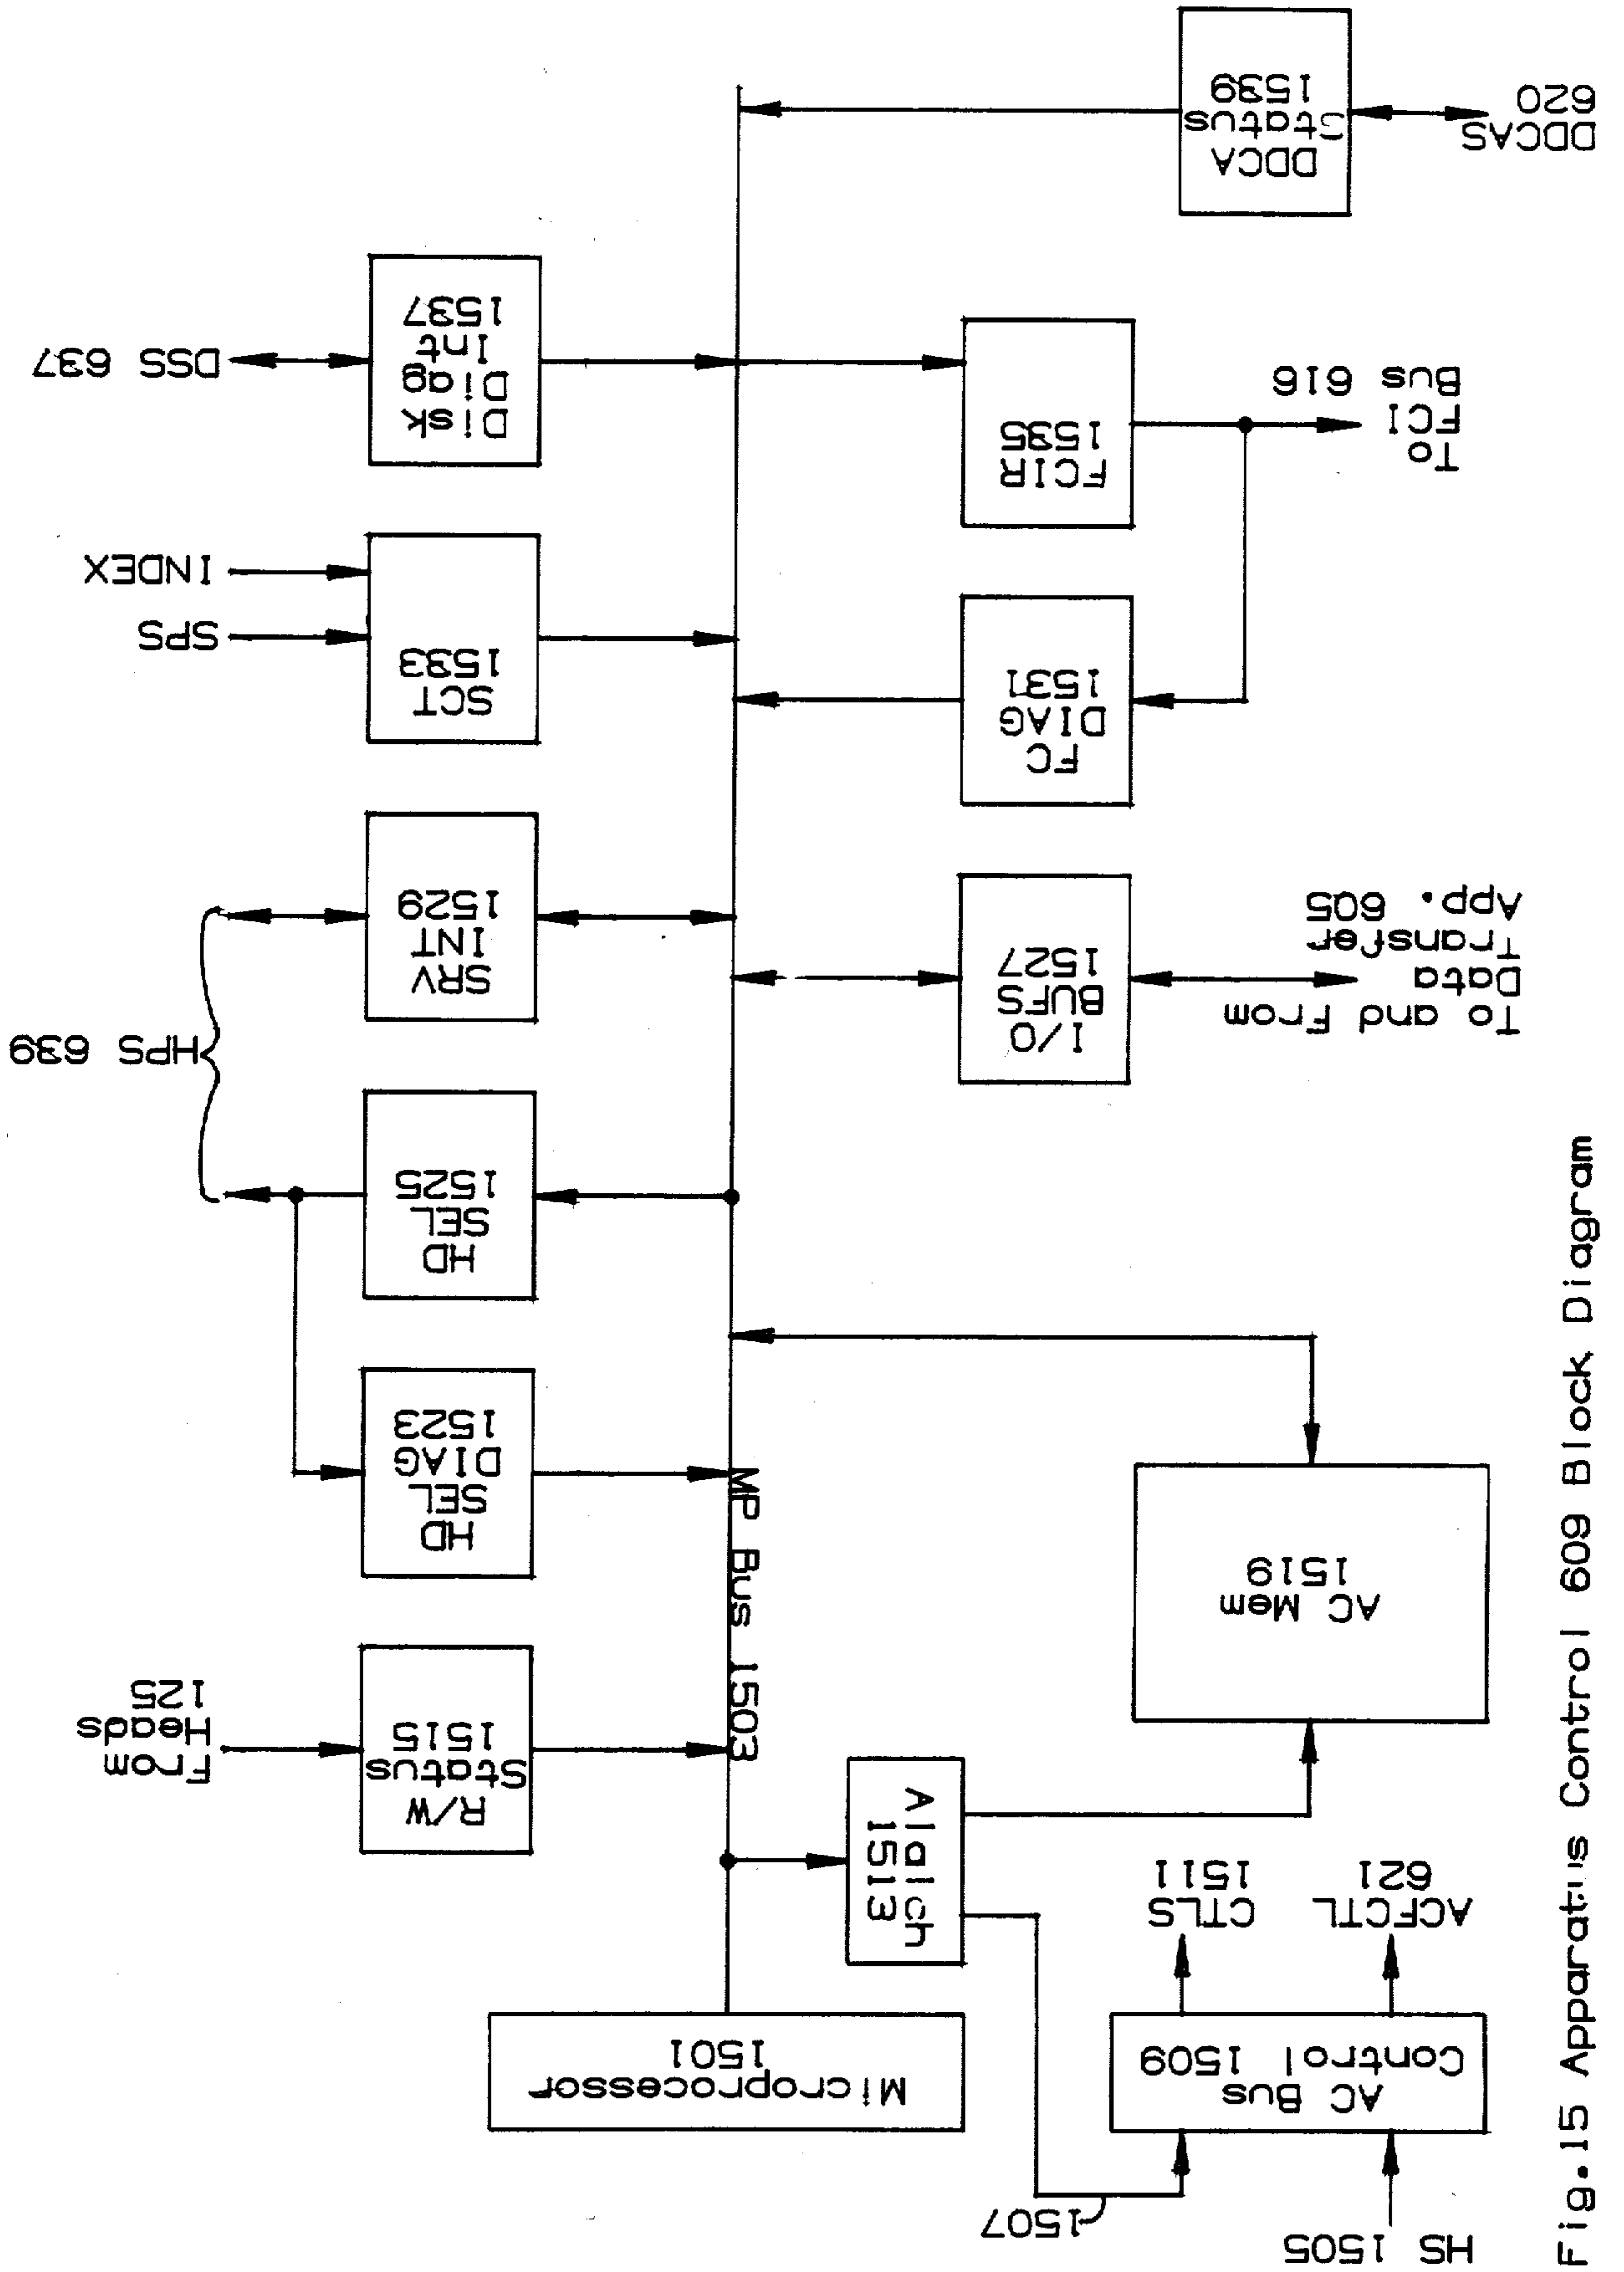 HS 1505
1507
AC Bus
Control 1509
Microprocessor
1501
ACFCTL
621
CTLS
1511
Alalch
1513
R/W
Status
1515
From
Heads
125
AC Mem
1519
MP Bus 1503
HD
SEL
DIAG
1523
HD
SEL
1525
HPS 639
To and From
Data
Transfer
App. 605
I/O
BUFS
1527
SRV
INT
1529
FC
DIAG
1531
SCT
1533
SPS
INDEX
To
FCI
Bus 616
FCIR
1535
Disk
Diag
Int
1537
DSS 637
DDCAS
620
DDCA
Status
1539
Fig.15 Apparatus Control 609 Block Diagram